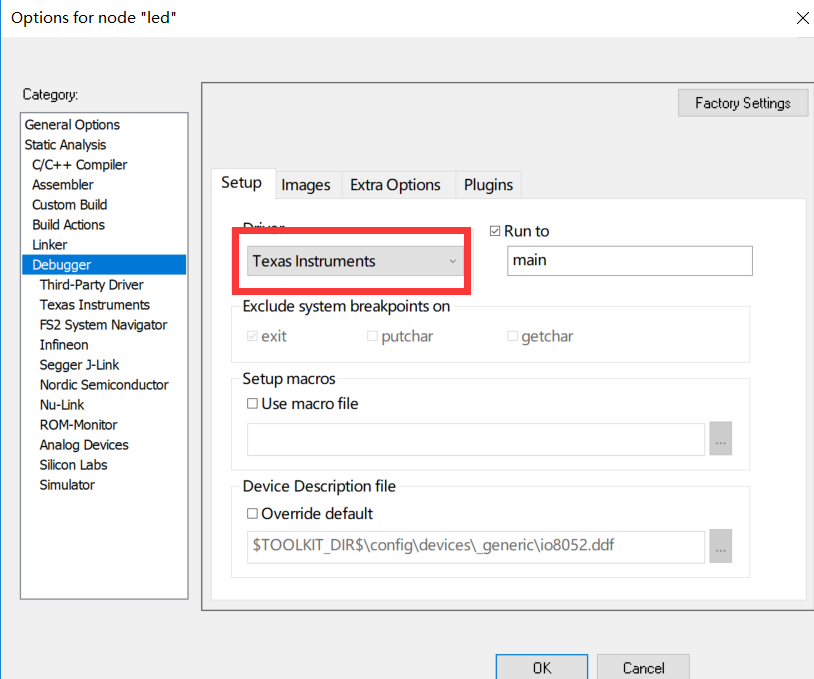 Options for node "led"
Category:
Factory Settings
General Options
Static Analysis
C/C++ Compiler
Assembler
Custom Build
Build Actions
Linker
Debugger
Third-Party Driver
Texas Instruments
FS2 System Navigator
Infineon
Segger J-Link
Nordic Semiconductor
Nu-Link
ROM-Monitor
Analog Devices
Silicon Labs
Simulator
Setup Images Extra Options Plugins
Driver
Texas Instruments
Run to
main
Exclude system breakpoints on
exit putchar getchar
Setup macros
Use macro file
...
Device Description file
Override default
$TOOLKIT_DIR$\config\devices\_generic\io8052.ddf
...
OK Cancel